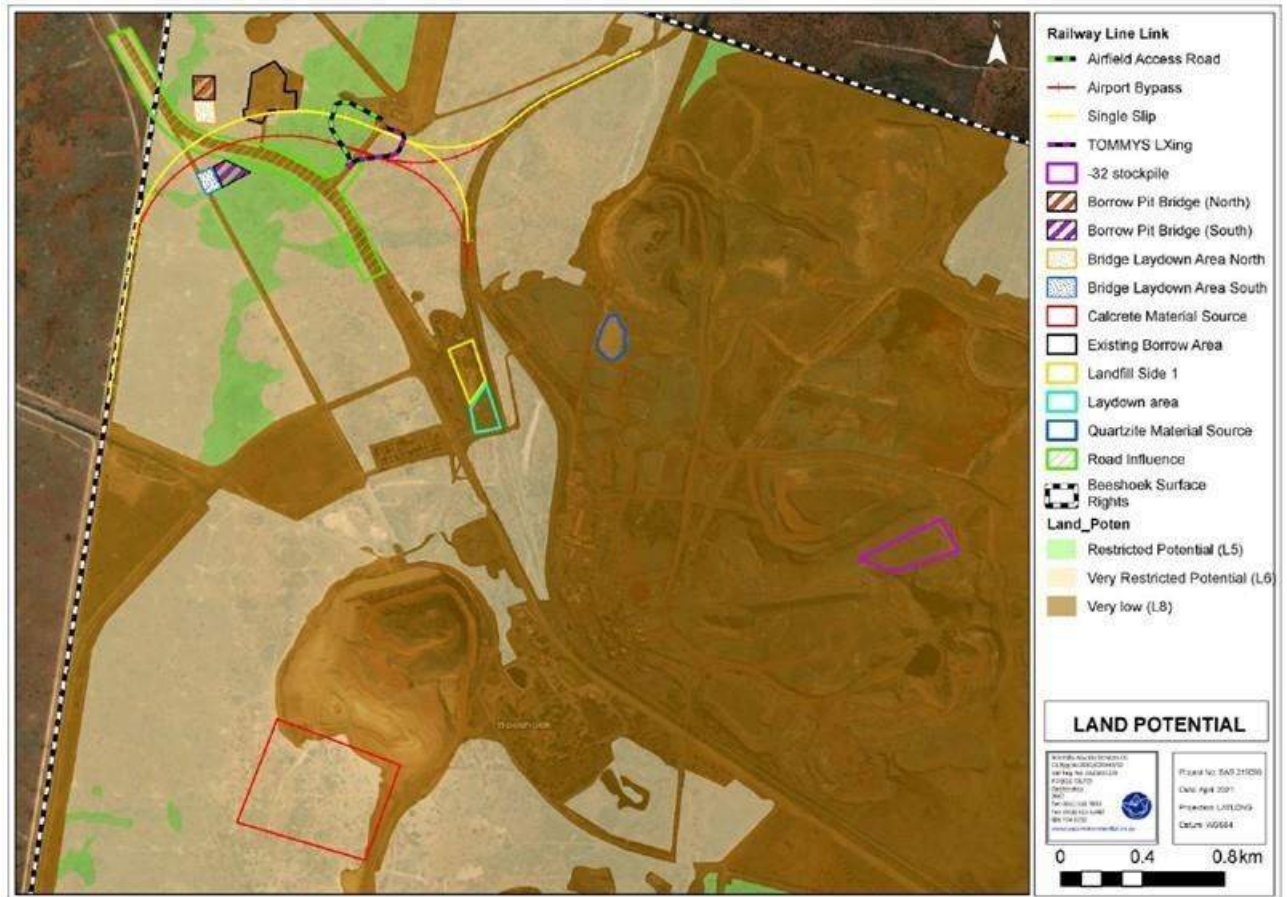 N
Railway Line Link
Airfield Access Road
Airport Bypass
Single Slip
TOMMYS LXing
-32 stockpile
Borrow Pit Bridge (North)
Borrow Pit Bridge (South)
Bridge Laydown Area North
Bridge Laydown Area South
Calcrete Material Source
Existing Borrow Area
Landfill Side 1
Laydown area
Quartzite Material Source
Road Influence
Beeshoek Surface
Rights
Land_Poten
Restricted Potential (L5)
Very Restricted Potential (L6)
Very low (L8)
LAND POTENTIAL
Date: April 2021
Projection: LAT/LONG
Datum: WGS84
0 0.4 0.8km